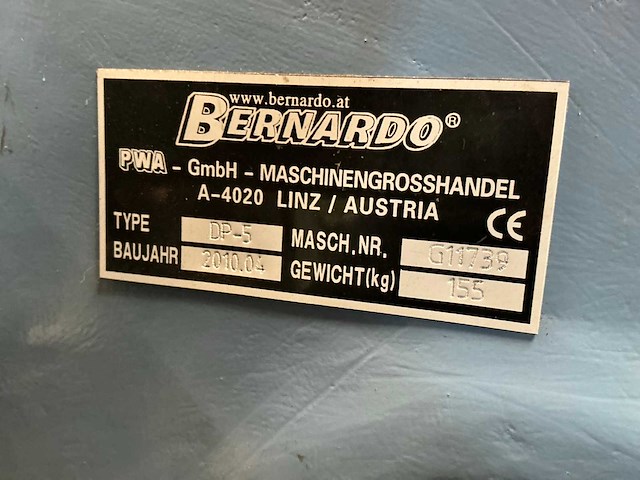 www.bernardo.at
BERNARDO®
PWA - GmbH - MASCHINENGROSSHANDEL
A-4020 LINZ / AUSTRIA
CE
TYPE DP-5 MASCH.NR. G11739
BAUJAHR 2010.04 GEWICHT(kg) 155